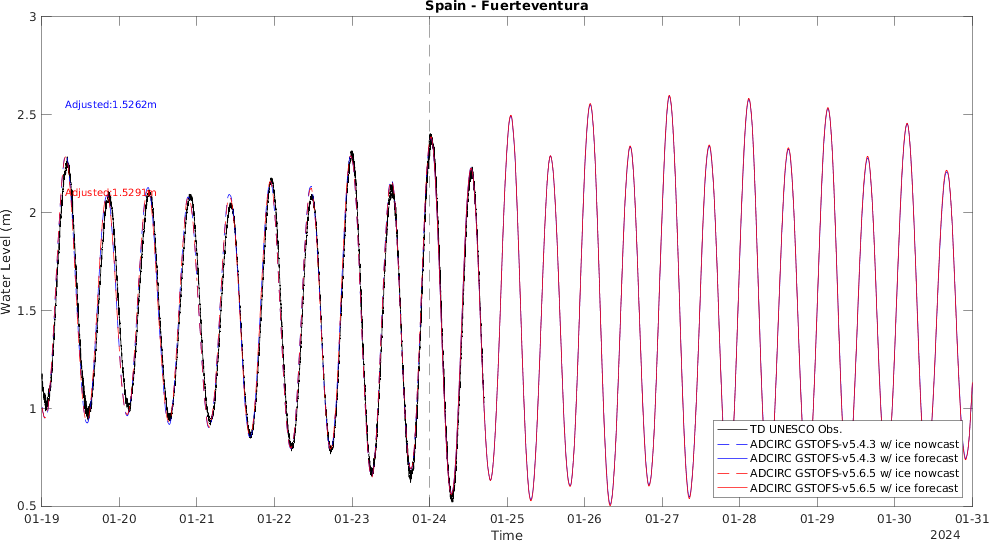 Spain - Fuerteventura
3
2.5
2
1.5
1
0.5
Water Level (m)
Adjusted:1.5262m
Adjusted:1.5291m
TD UNESCO Obs.
ADCIRC GSTOFS-v5.4.3 w/ ice nowcast
ADCIRC GSTOFS-v5.4.3 w/ ice forecast
ADCIRC GSTOFS-v5.6.5 w/ ice nowcast
ADCIRC GSTOFS-v5.6.5 w/ ice forecast
01-19 01-20 01-21 01-22 01-23 01-24 01-25 01-26 01-27 01-28 01-29 01-30 01-31
Time
2024